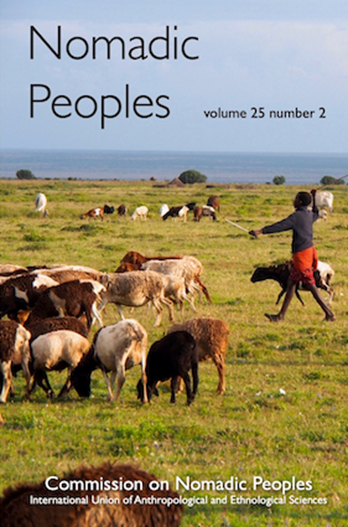 Nomadic
Peoples
volume 25 number 2
Commission on Nomadic Peoples
International Union of Anthropological and Ethnological Sciences